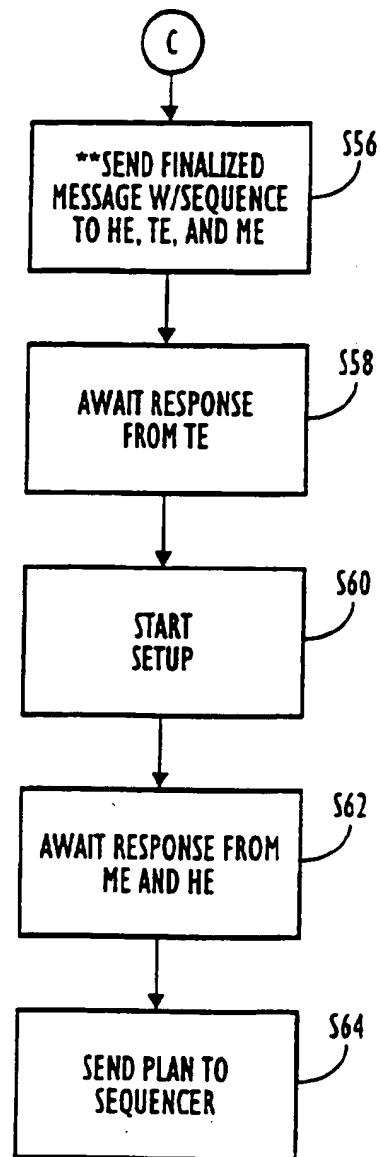 C
**SEND FINALIZED
MESSAGE W/SEQUENCE
TO HE, TE, AND ME
S56
AWAIT RESPONSE
FROM TE
S58
START
SETUP
S60
AWAIT RESPONSE FROM
ME AND HE
S62
SEND PLAN TO
SEQUENCER
S64